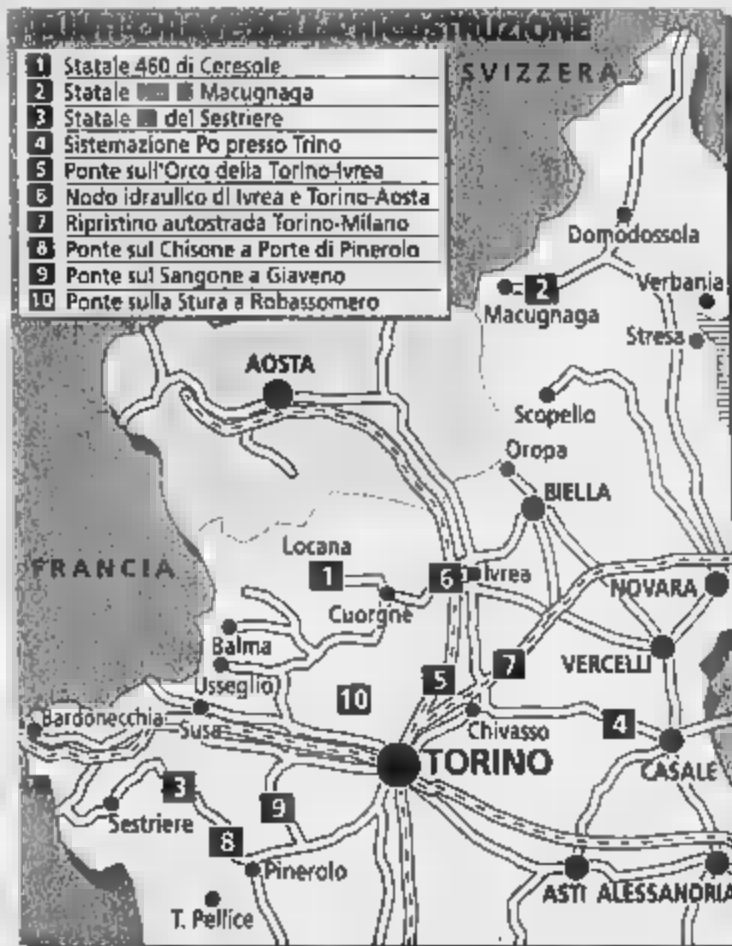 PUNTI CHIAVE DELLA RICOSTRUZIONE
1 Statale 460 di Ceresole
2 Statale Macugnaga
3 Statale del Sestriere
4 Sistemazione Po presso Trino
5 Ponte sull'Orco della Torino-Ivrea
6 Nodo idraulico di Ivrea e Torino-Aosta
7 Ripristino autostrada Torino-Milano
8 Ponte sul Chisone a Porte di Pinerolo
9 Ponte sul Sangone a Giaveno
10 Ponte sulla Stura a Robassomero
SVIZZERA
Domodossola
2
Verbania
Macugnaga
Stresa
AOSTA
Scopello
Oropa
BIELLA
Locana
FRANCIA
1
6
Ivrea
NOVARA
Cuorgnè
Balma
VERCELLI
7
Usseglio
5
10
Bardonecchia
Susa
Chivasso
4
TORINO
CASALE
3
9
Sestriere
8
Pinerolo
ASTI
ALESSANDRIA
T. Pellice